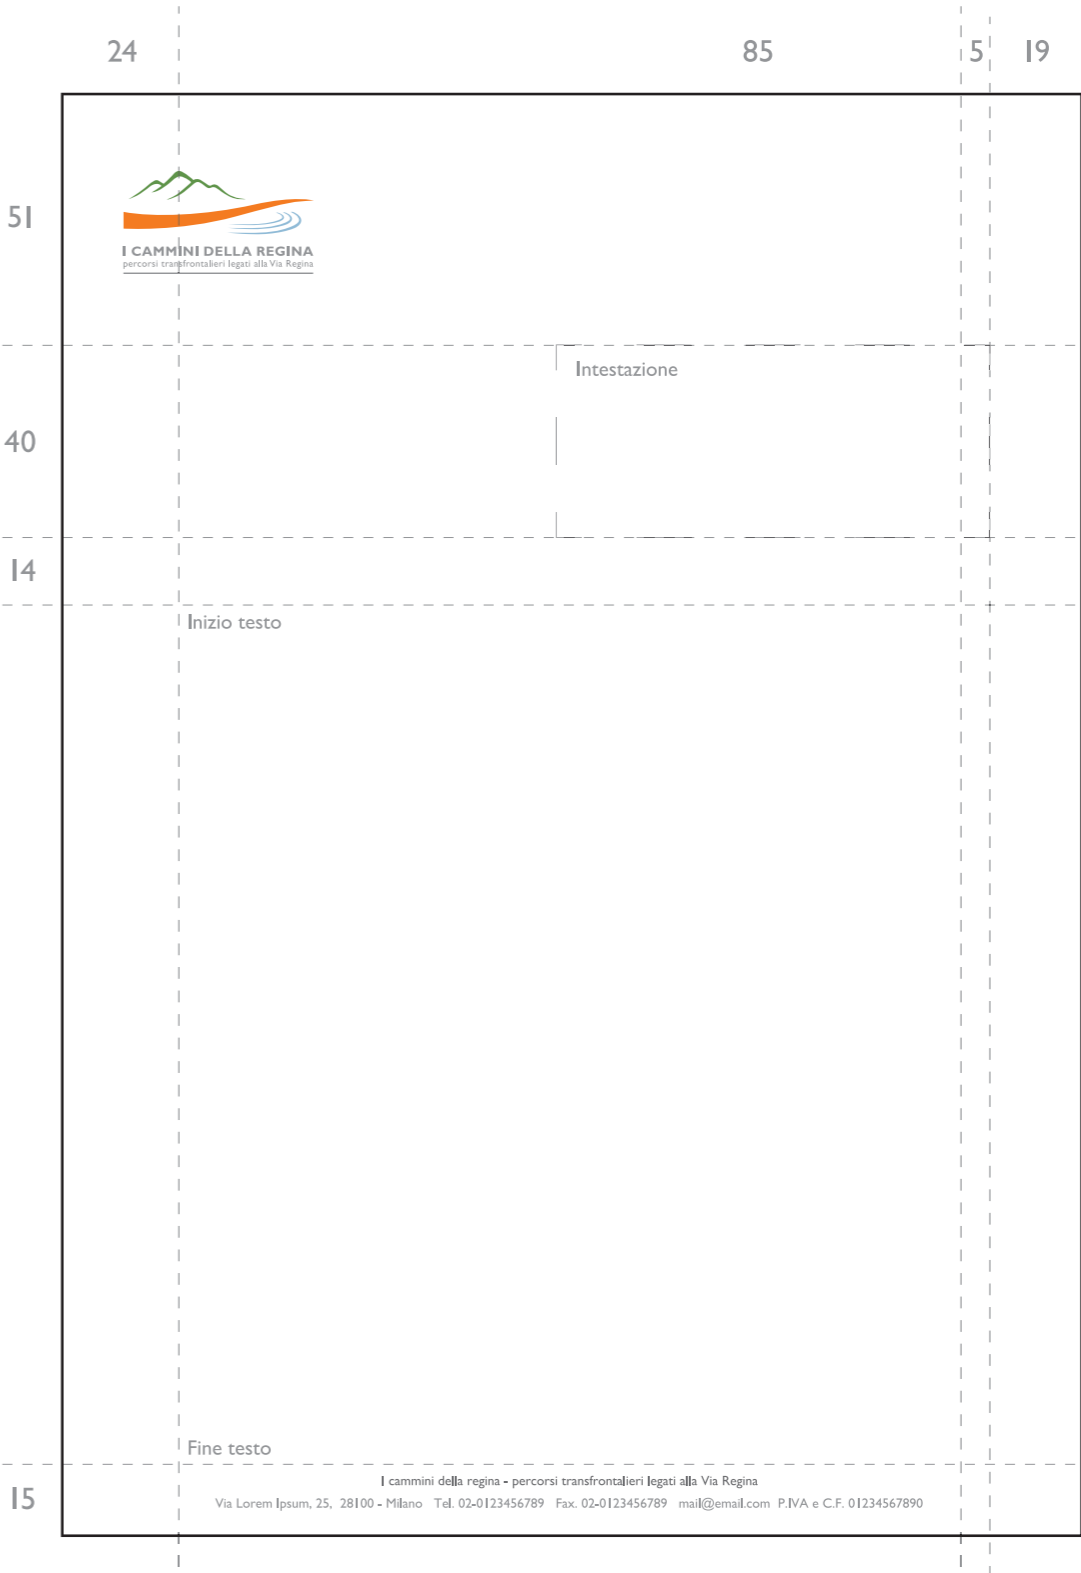 24 85 5 19
51
I CAMMINI DELLA REGINA
percorsi transfrontalieri legati alla Via Regina
Intestazione
40
14
Inizio testo
Fine testo
I cammini della regina - percorsi transfrontalieri legati alla Via Regina
15
Via Lorem Ipsum, 25, 28100 - Milano Tel. 02-0123456789 Fax. 02-0123456789 mail@email.com P.IVA e C.F. 01234567890